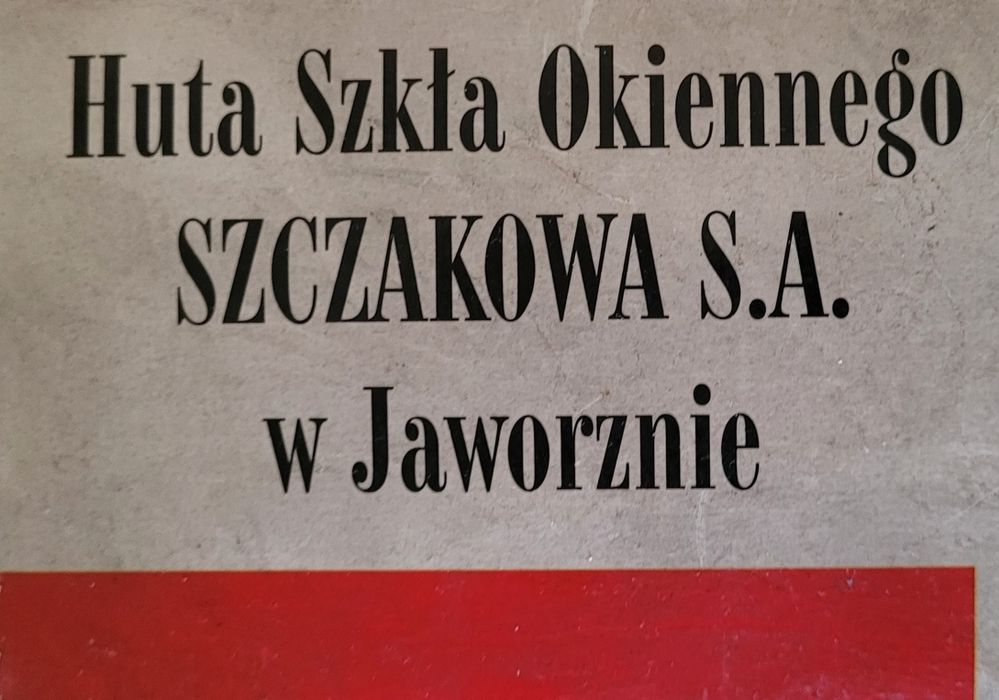 Huta Szkła Okiennego
SZCZAKOWA S.A.
w Jaworznie